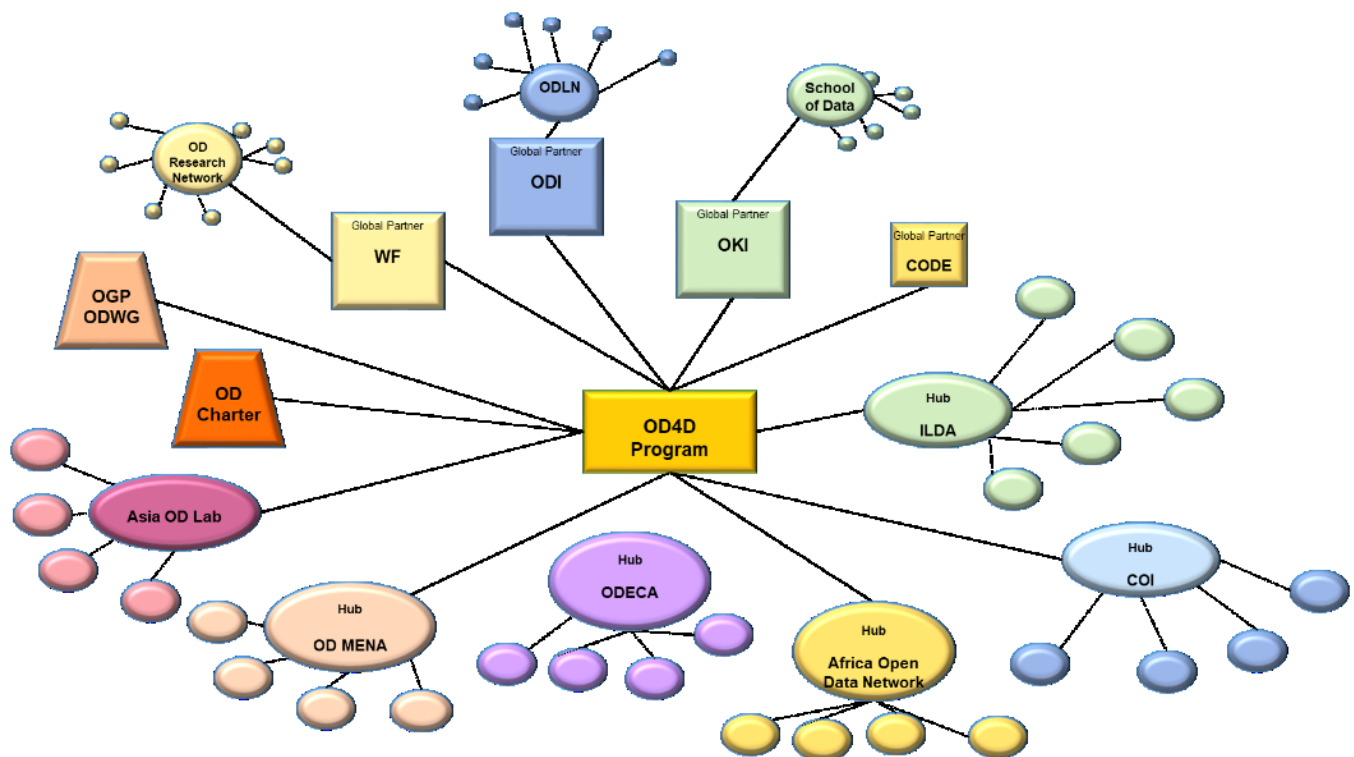 ODLN
School
of Data
OD
Research
Network
Global Partner
ODI
Global Partner
OKI
Global Partner
WF
Global Partner
CODE
OGP
ODWG
OD
Charter
OD4D
Program
Hub
ILDA
Asia OD Lab
Hub
ODECA
Hub
COI
Hub
OD MENA
Hub
Africa Open
Data Network